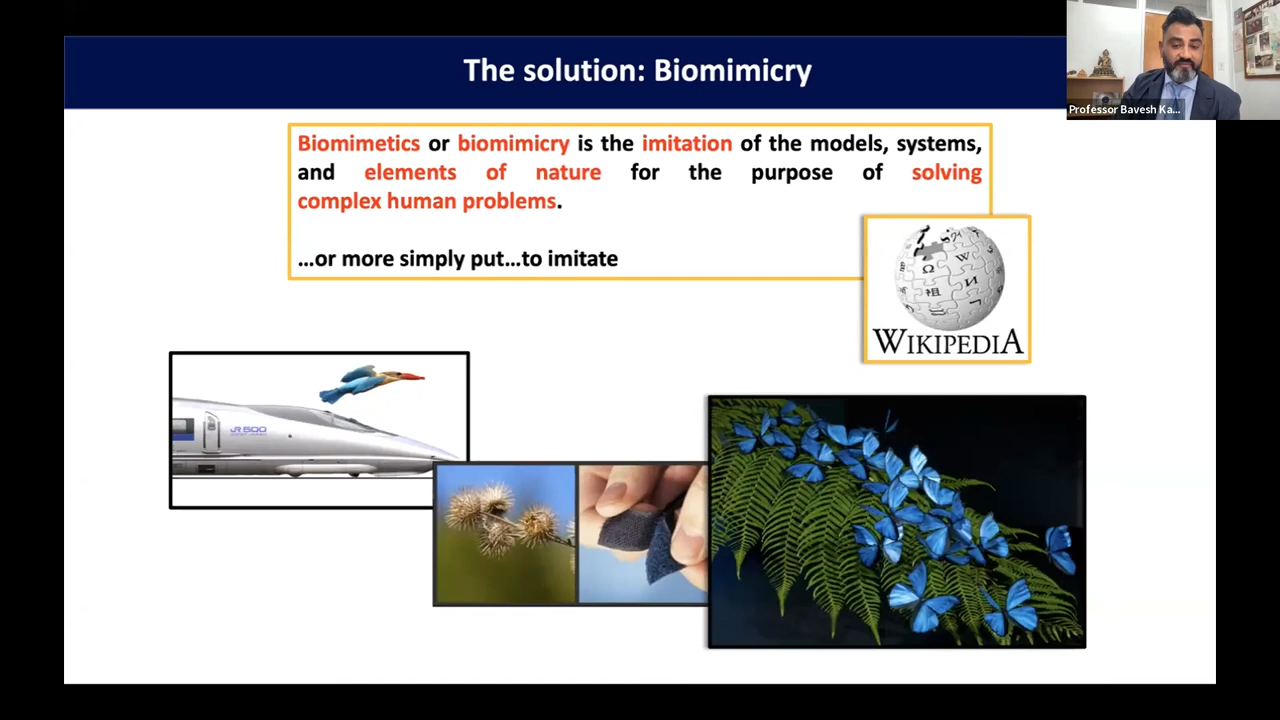 The solution: Biomimicry
Professor Bavesh Ka...
Biomimetics or biomimicry is the imitation of the models, systems,
and elements of nature for the purpose of solving
complex human problems.
...or more simply put...to imitate
Ω W И
WIKIPEDIA
JR500